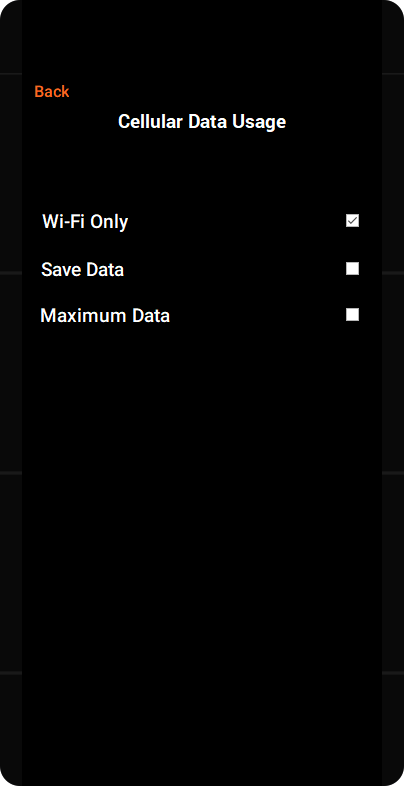 Back
Cellular Data Usage
Wi-Fi Only
Save Data
Maximum Data